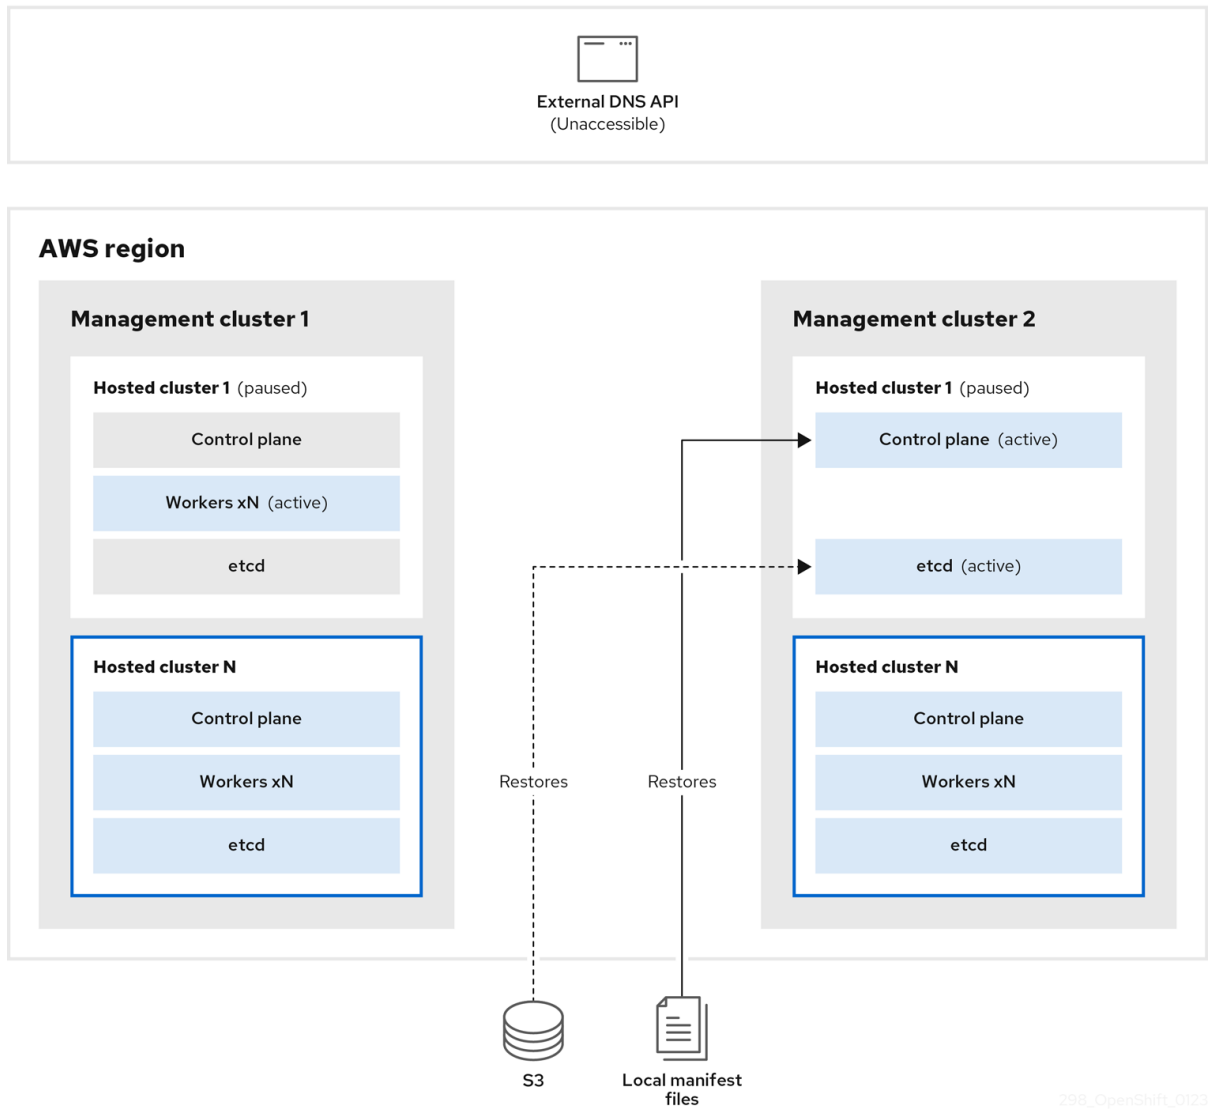 External DNS API
(Unaccessible)
AWS region
Management cluster 1
Hosted cluster 1 (paused)
Control plane
Workers xN (active)
etcd
Hosted cluster N
Control plane
Workers xN
etcd
Management cluster 2
Hosted cluster 1 (paused)
Control plane (active)
etcd (active)
Hosted cluster N
Control plane
Workers xN
etcd
Restores
Restores
S3
Local manifest
files
298_OpenShift_0123